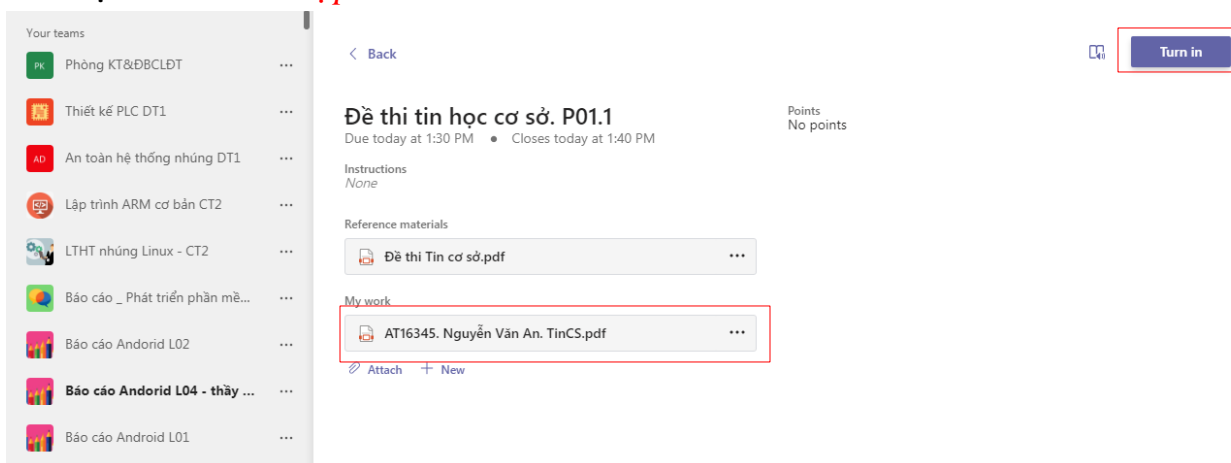 Your teams
PK Phòng KT&ĐBCLĐT ...
Thiết kế PLC DT1 ...
AD An toàn hệ thống nhúng DT1 ...
Lập trình ARM cơ bản CT2 ...
LTHT nhúng Linux - CT2 ...
Báo cáo _ Phát triển phần mề... ...
Báo cáo Andorid L02 ...
Báo cáo Andorid L04 - thầy ... ...
Báo cáo Android L01 ...
< Back
Turn in
Đề thi tin học cơ sở. P01.1
Due today at 1:30 PM • Closes today at 1:40 PM
Points
No points
Instructions
None
Reference materials
Đề thi Tin cơ sở.pdf ...
My work
AT16345. Nguyễn Văn An. TinCS.pdf ...
Attach + New